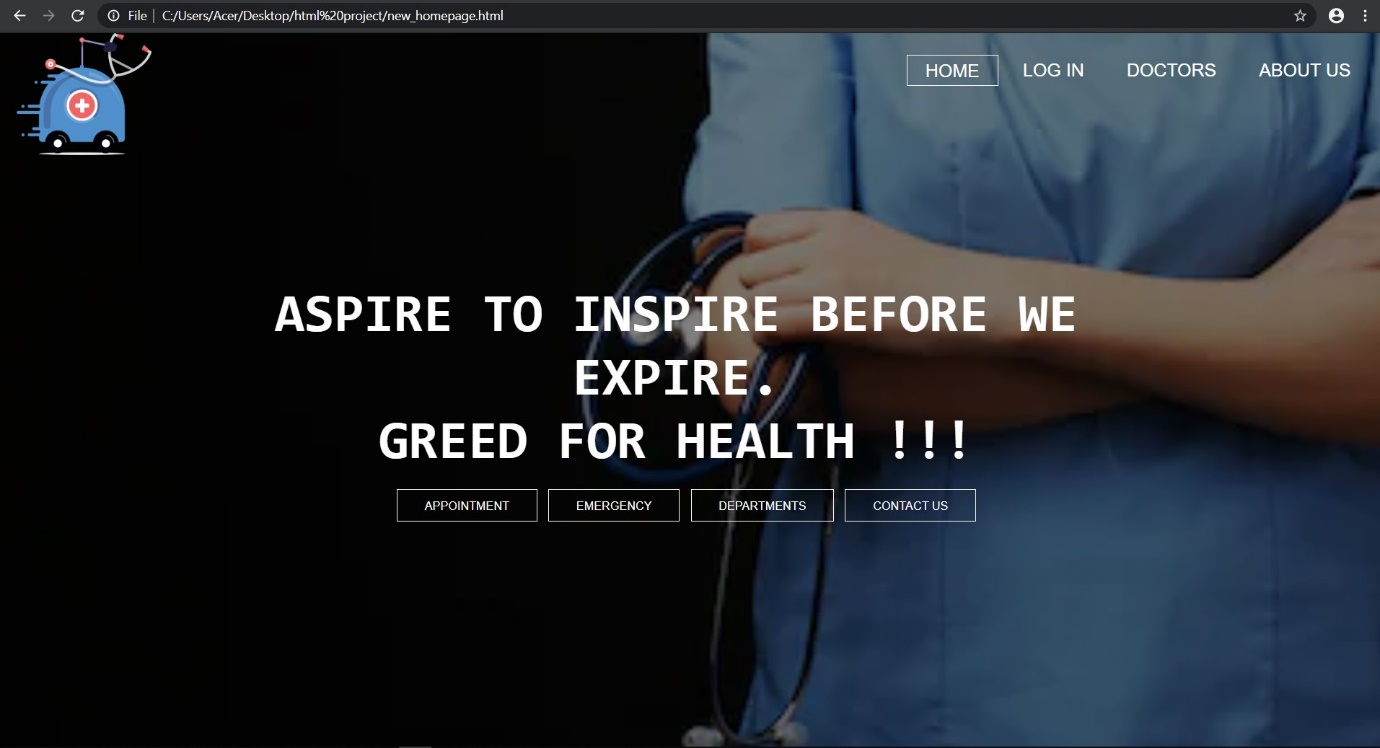 File | C:/Users/Acer/Desktop/html%20project/new_homepage.html
HOME LOG IN DOCTORS ABOUT US
ASPIRE TO INSPIRE BEFORE WE
EXPIRE.
GREED FOR HEALTH !!!
APPOINTMENT EMERGENCY DEPARTMENTS CONTACT US